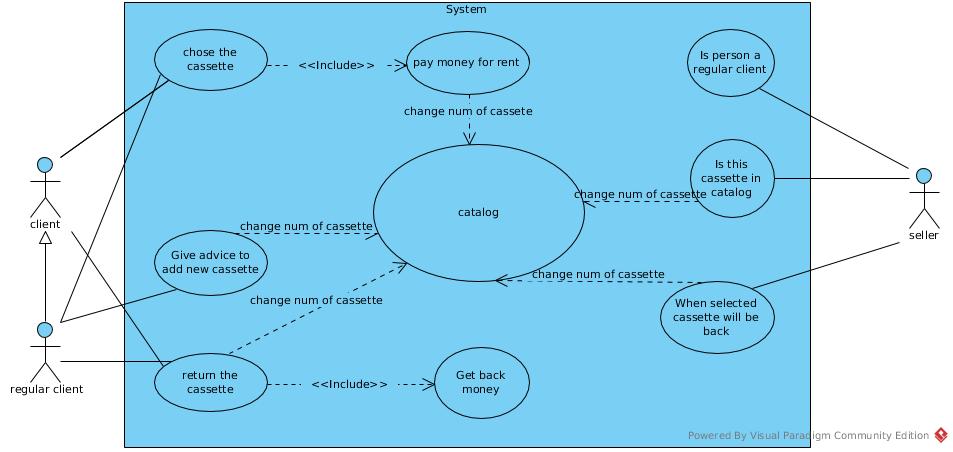 System
chose the
cassette
<<Include>>
pay money for rent
Is person a
regular client
change num of cassete
Is this
cassette in
catalog
change num of cassette
client
catalog
seller
change num of cassette
Give advice to
add new cassette
change num of cassette
change num of cassette
When selected
cassette will be
back
regular client
return the
cassette
<<Include>>
Get back
money
Powered By Visual Paradigm Community Edition